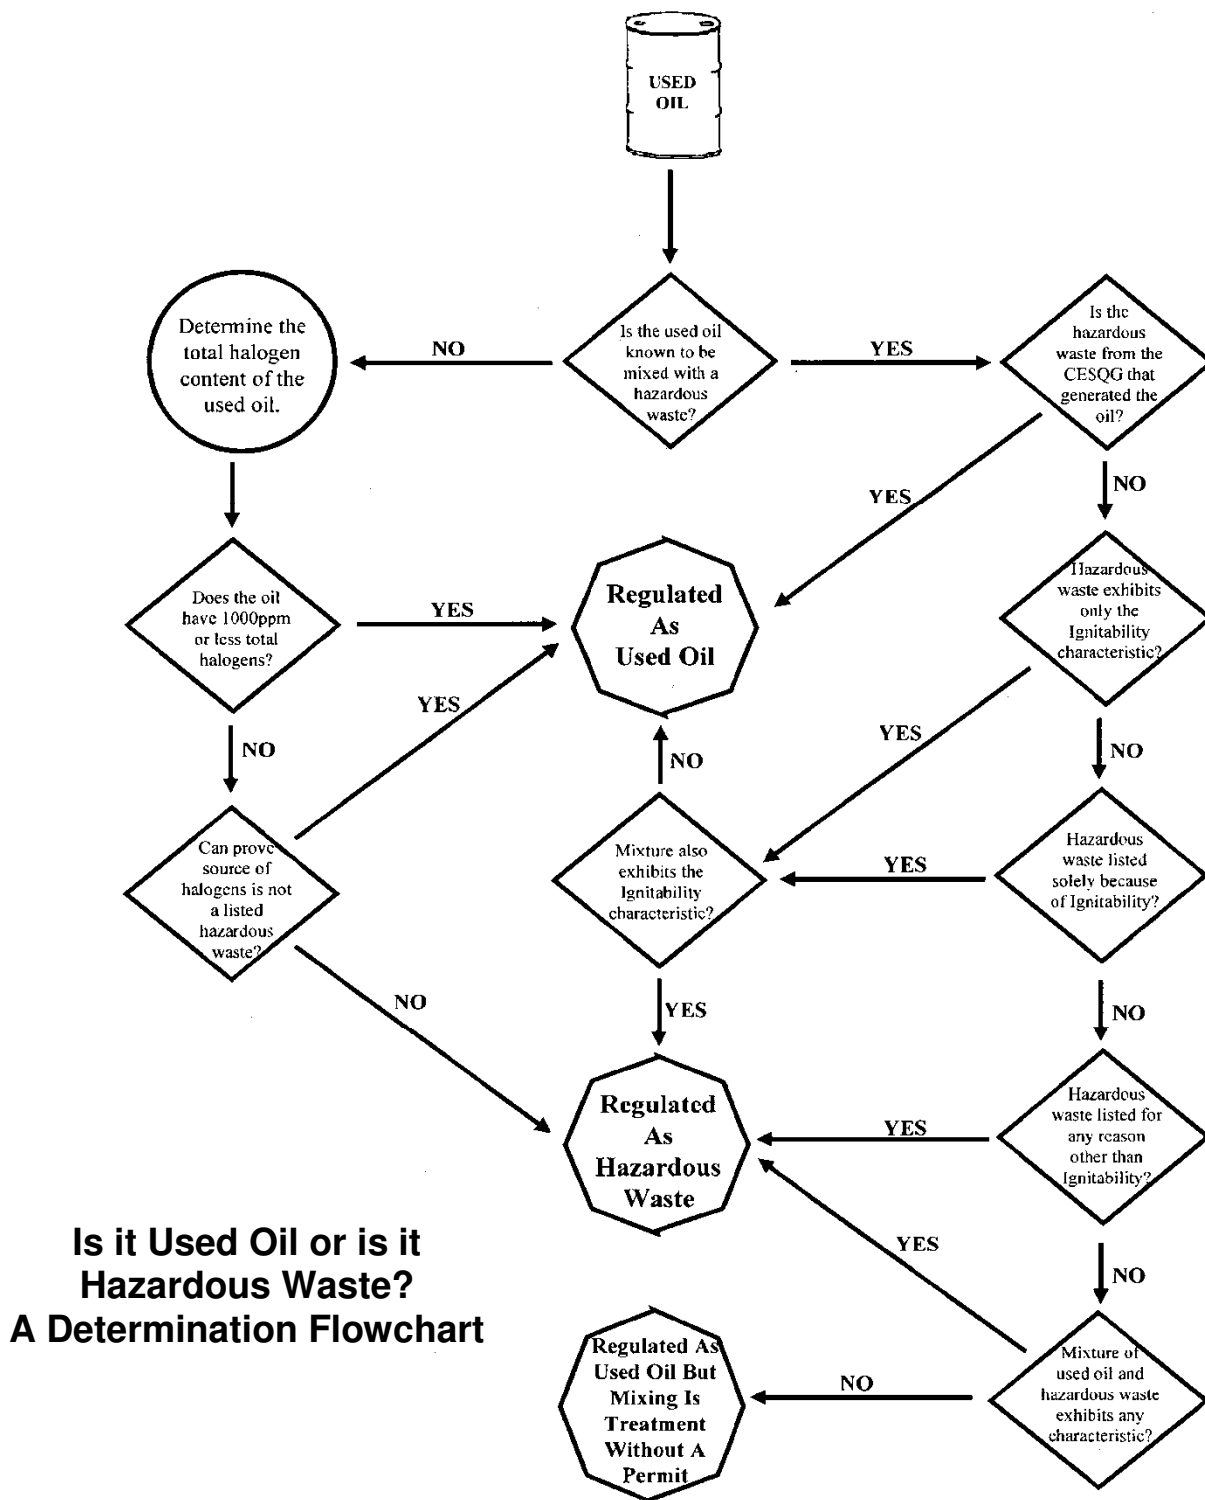 USED
OIL
Is the used oil
known to be
mixed with a
hazardous
waste?
NO
YES
Determine the
total halogen
content of the
used oil.
Is the
hazardous
waste from the
CESQG that
generated the
oil?
YES
NO
Does the oil
have 1000ppm
or less total
halogens?
YES
Regulated
As
Used Oil
Hazardous
waste exhibits
only the
Ignitability
characteristic?
NO
YES
NO
YES
NO
Can prove
source of
halogens is not
a listed
hazardous
waste?
Mixture also
exhibits the
Ignitability
characteristic?
YES
Hazardous
waste listed
solely because
of Ignitability?
NO
YES
NO
Regulated
As
Hazardous
Waste
YES
Hazardous
waste listed for
any reason
other than
Ignitability?
YES
NO
Is it Used Oil or is it
Hazardous Waste?
A Determination Flowchart
Regulated As
Used Oil But
Mixing Is
Treatment
Without A
Permit
NO
Mixture of
used oil and
hazardous waste
exhibits any
characteristic?